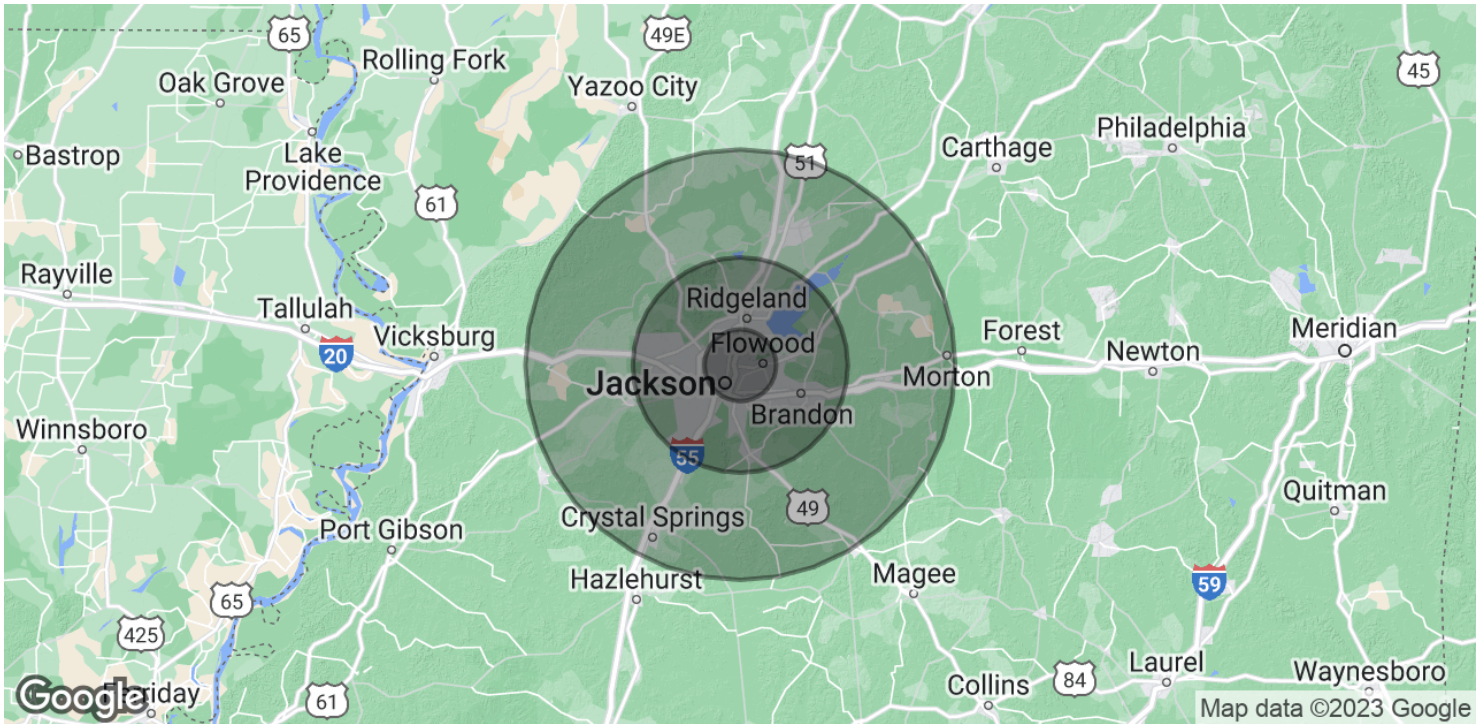 65
49E
Rolling Fork
45
Oak Grove
Yazoo City
Philadelphia
Carthage
Bastrop
Lake
Providence
51
61
Rayville
Tallulah
Ridgeland
Vicksburg
Forest
Meridian
20
Flowood
Newton
Jackson
Morton
Brandon
Winnsboro
55
Quitman
49
Crystal Springs
Port Gibson
Hazlehurst
Magee
59
65
425
Laurel
Waynesboro
84
Collins
61
Google
Ferriday
Map data ©2023 Google